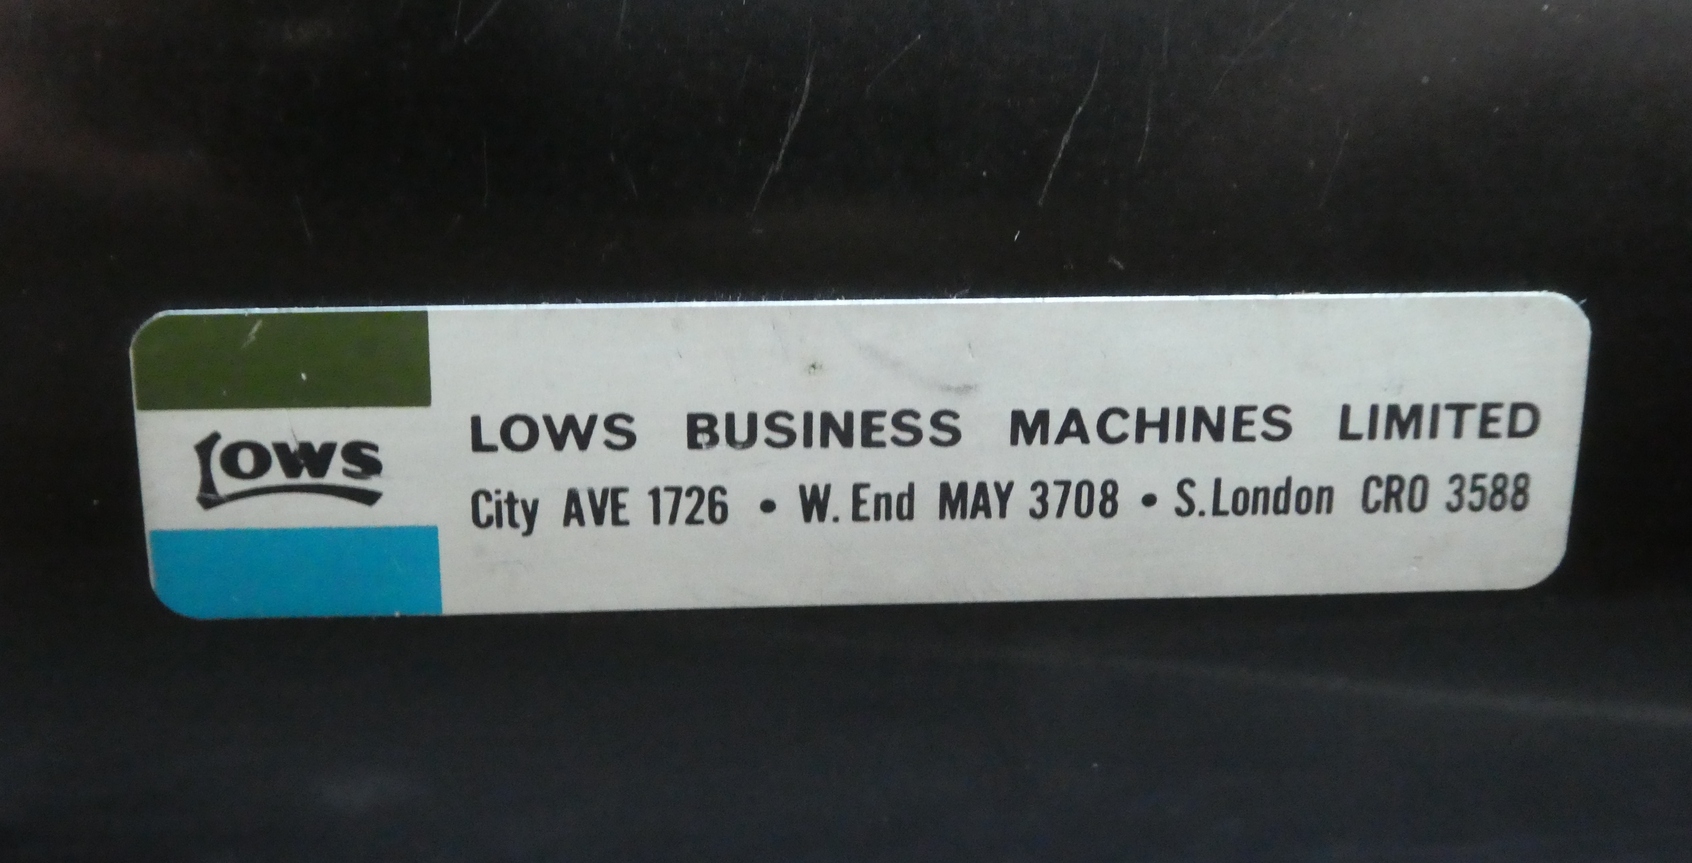 LOWS
LOWS BUSINESS MACHINES LIMITED
City AVE 1726 • W. End MAY 3708 • S.London CRO 3588